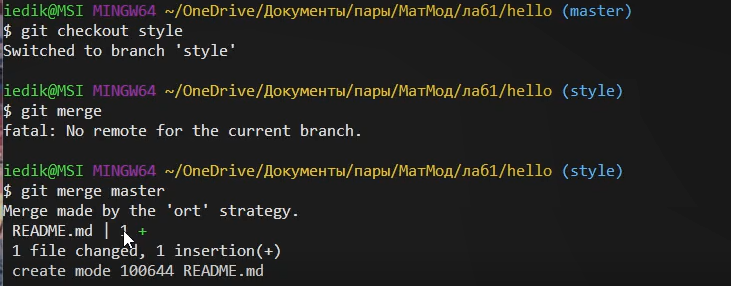 iedik@MSI MINGW64 ~/OneDrive/Документы/пары/МатМод/лаб1/hello (master)
$ git checkout style
Switched to branch 'style'
iedik@MSI MINGW64 ~/OneDrive/Документы/пары/МатМод/лаб1/hello (style)
$ git merge
fatal: No remote for the current branch.
iedik@MSI MINGW64 ~/OneDrive/Документы/пары/МатМод/лаб1/hello (style)
$ git merge master
Merge made by the 'ort' strategy.
README.md | 1 +
1 file changed, 1 insertion(+)
create mode 100644 README.md